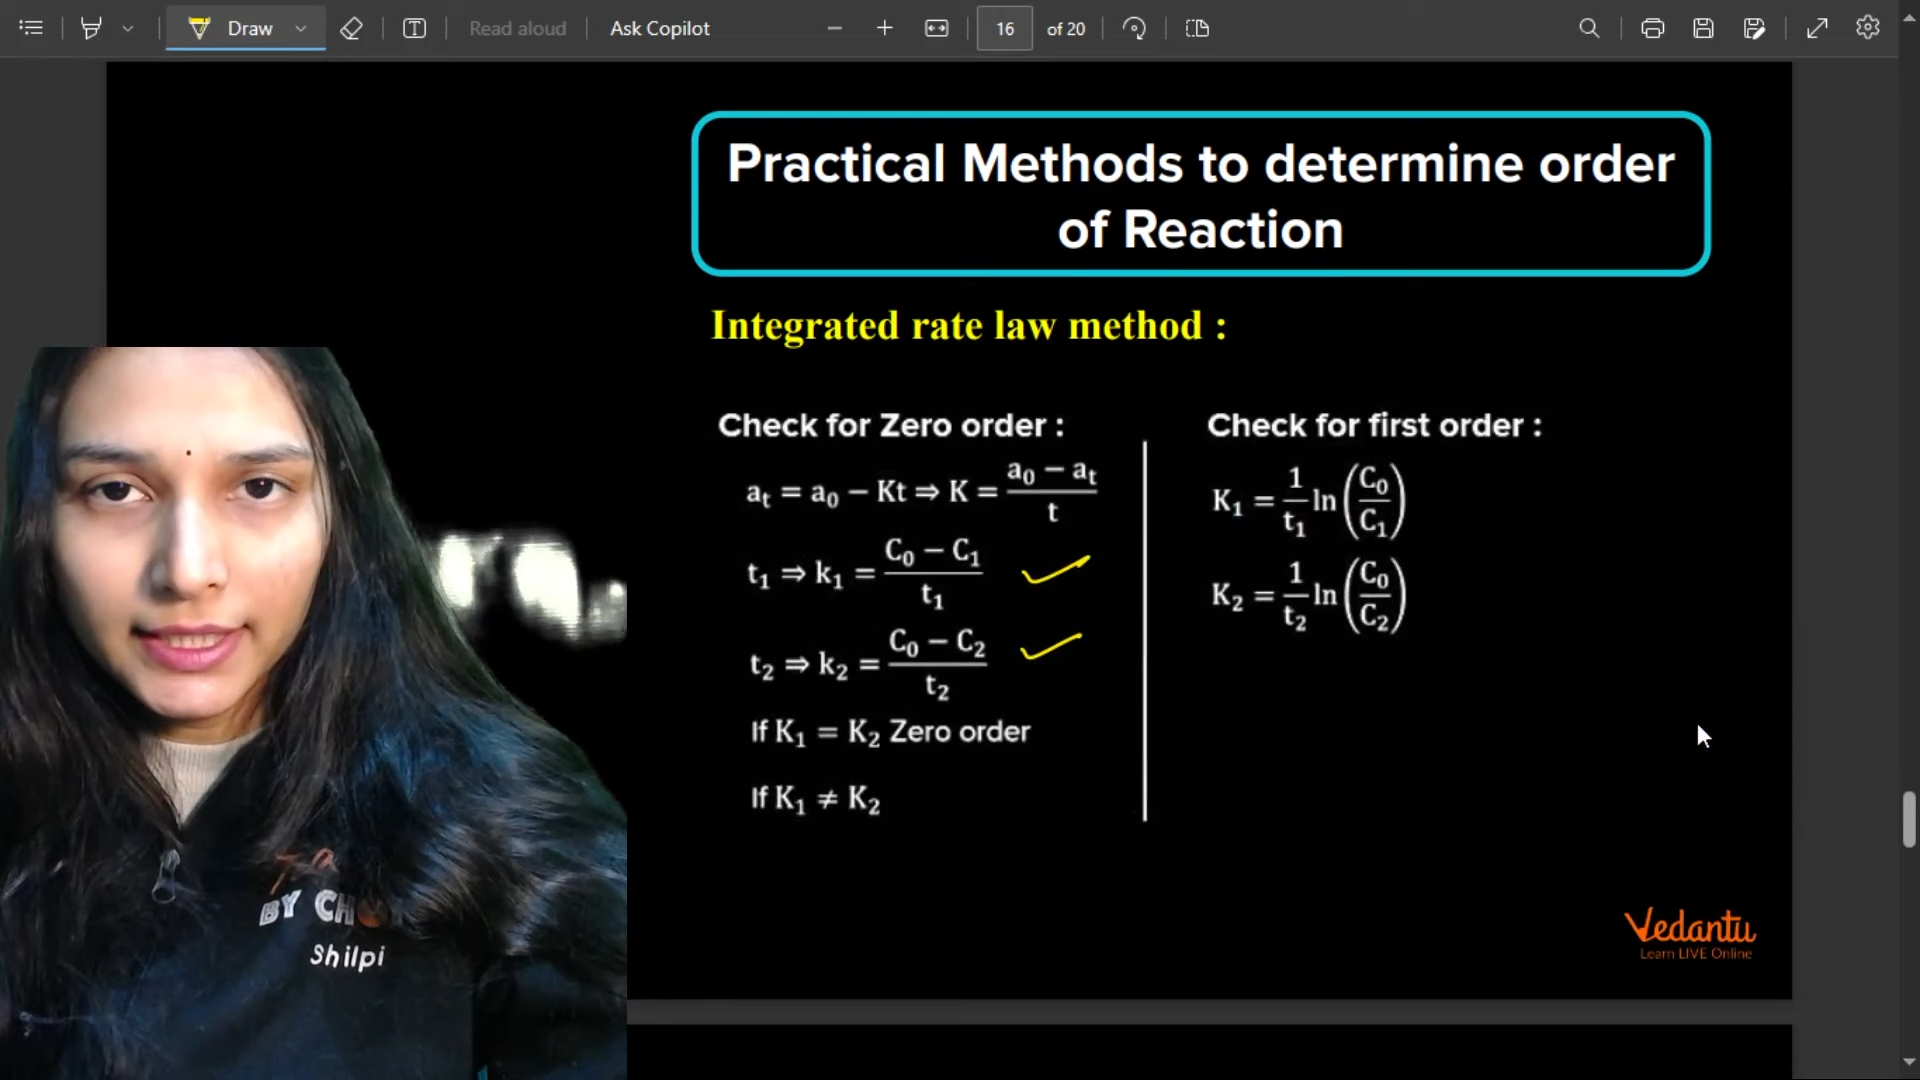 Draw
Read aloud
Ask Copilot
16 of 20
Practical Methods to determine order
of Reaction
Integrated rate law method :
Check for Zero order :
aₜ = a₀ − Kt ⇒ K = (a₀ − aₜ)/t
t₁ ⇒ k₁ = (C₀ − C₁)/t₁
t₂ ⇒ k₂ = (C₀ − C₂)/t₂
If K₁ = K₂ Zero order
If K₁ ≠ K₂
Check for first order :
K₁ = 1/t₁ ln(C₀/C₁)
K₂ = 1/t₂ ln(C₀/C₂)
BY CH
Shilpi
Vedantu
Learn LIVE Online